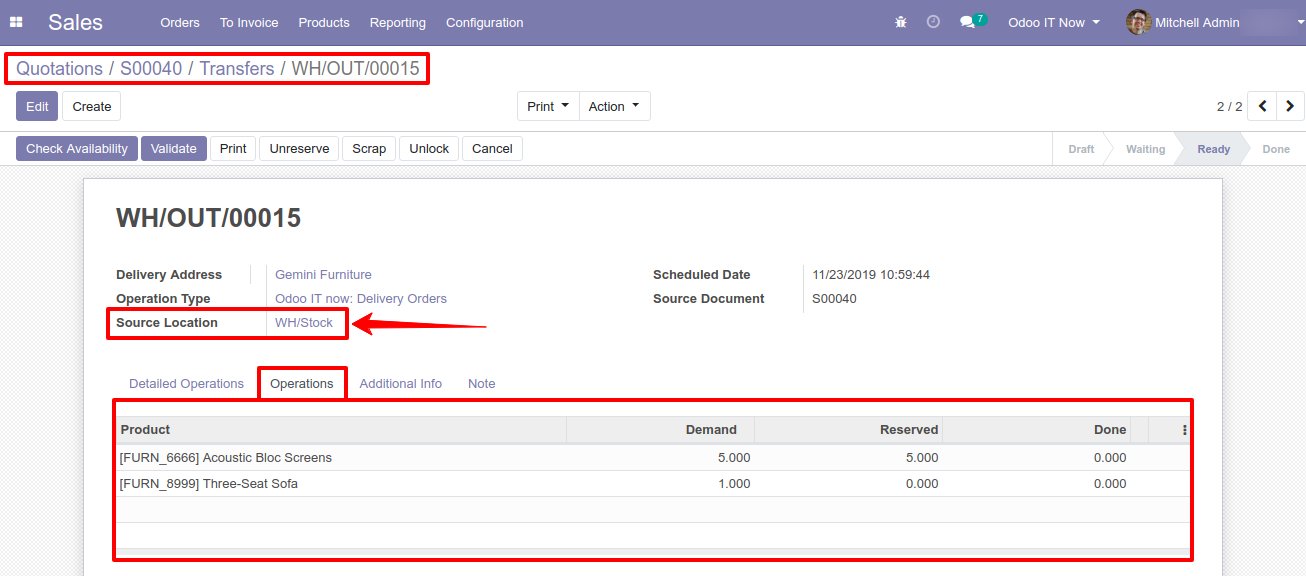 Sales Orders To Invoice Products Reporting Configuration 7 Odoo IT Now Mitchell Admin
Quotations / S00040 / Transfers / WH/OUT/00015
Edit Create Print Action 2 / 2
Check Availability Validate Print Unreserve Scrap Unlock Cancel Draft Waiting Ready Done
WH/OUT/00015
Delivery Address Gemini Furniture Scheduled Date 11/23/2019 10:59:44
Operation Type Odoo IT now: Delivery Orders Source Document S00040
Source Location WH/Stock
Detailed Operations Operations Additional Info Note
Product Demand Reserved Done
[FURN_6666] Acoustic Bloc Screens 5.000 5.000 0.000
[FURN_8999] Three-Seat Sofa 1.000 0.000 0.000